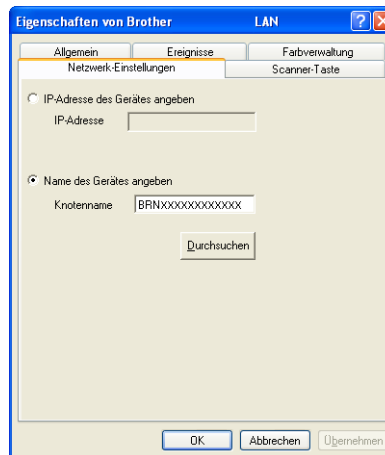 Eigenschaften von Brother LAN
Allgemein Ereignisse Farbverwaltung
Netzwerk-Einstellungen Scanner-Taste
IP-Adresse des Gerätes angeben
IP-Adresse
Name des Gerätes angeben
Knotenname BRNXXXXXXXXXXXX
Durchsuchen
OK Abbrechen Übernehmen